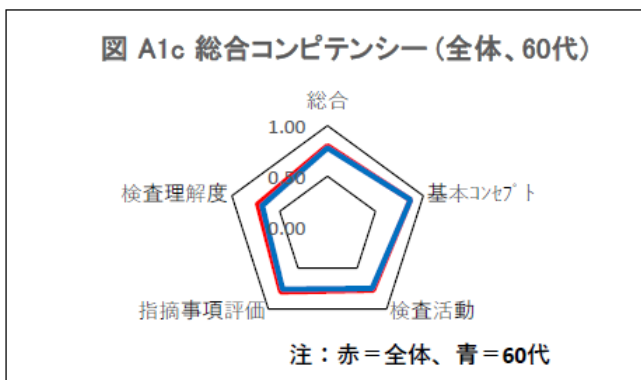 図 A1c 総合コンピテンシー（全体、60代）
総合
1.00
0.50
0.00
検査理解度
基本ｺﾝｾﾌﾟﾄ
指摘事項評価
検査活動
注：赤＝全体、青＝60代